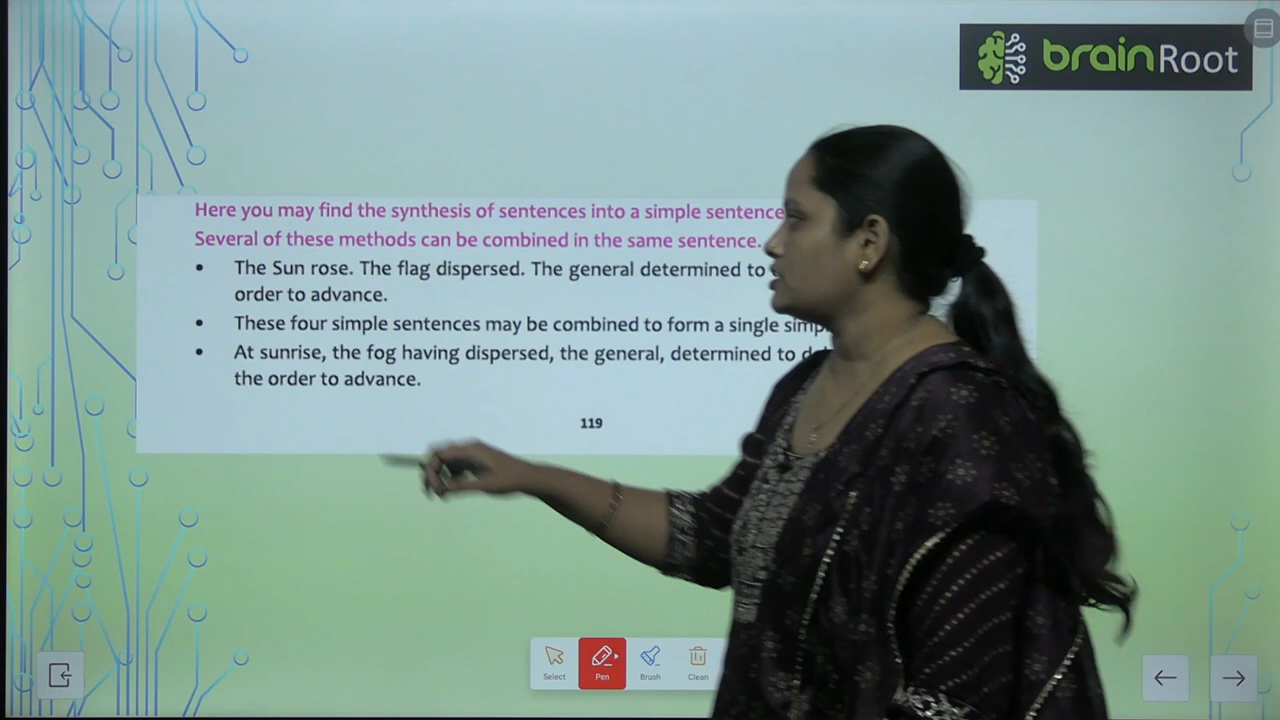 brainRoot
Here you may find the synthesis of sentences into a simple sentence
Several of these methods can be combined in the same sentence.
• The Sun rose. The flag dispersed. The general determined to
order to advance.
• These four simple sentences may be combined to form a single
• At sunrise, the fog having dispersed, the general, determined to
the order to advance.
119
Select
Pen
Brush
Clean